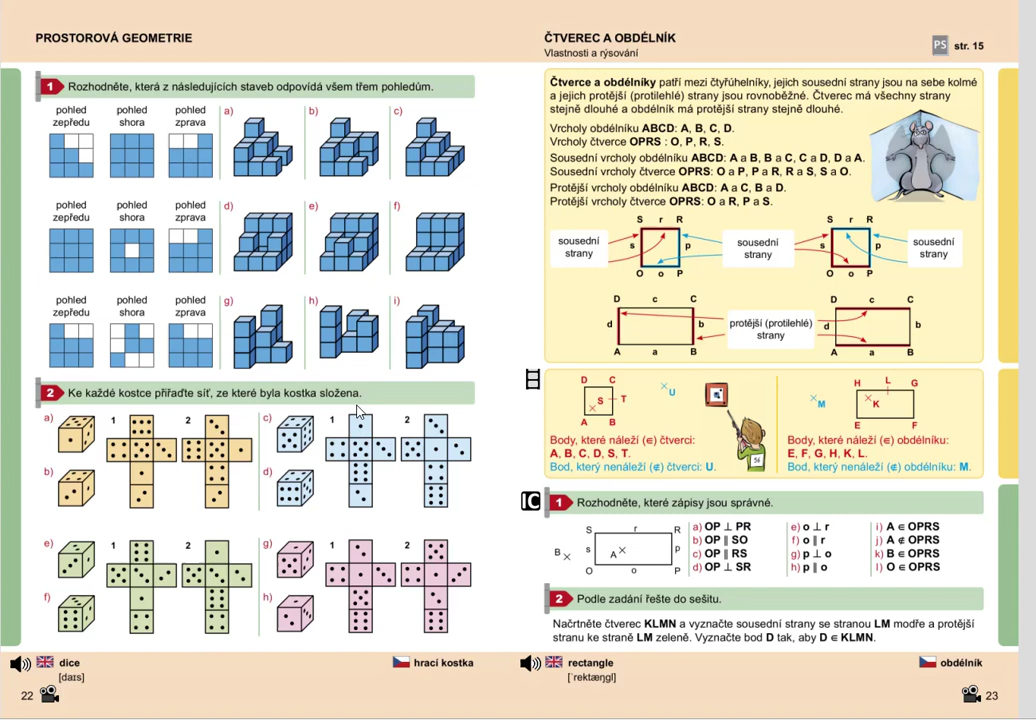 PROSTOROVÁ GEOMETRIE
1 Rozhodněte, která z následujících staveb odpovídá všem třem pohledům.
pohled zepředu
pohled shora
pohled zprava
a)
b)
c)
pohled zepředu
pohled shora
pohled zprava
d)
e)
f)
pohled zepředu
pohled shora
pohled zprava
g)
h)
i)
2 Ke každé kostce přiřaďte síť, ze které byla kostka složena.
a)
1
2
c)
1
2
b)
d)
e)
1
2
g)
1
2
f)
h)
dice
[daɪs]
hrací kostka
22
ČTVEREC A OBDÉLNÍK
Vlastnosti a rýsování
PS str. 15
Čtverce a obdélníky patří mezi čtyřúhelníky, jejich sousední strany jsou na sebe kolmé
a jejich protější (protilehlé) strany jsou rovnoběžné. Čtverec má všechny strany
stejně dlouhé a obdélník má protější strany stejně dlouhé.
Vrcholy obdélníku ABCD: A, B, C, D.
Vrcholy čtverce OPRS : O, P, R, S.
Sousední vrcholy obdélníku ABCD: A a B, B a C, C a D, D a A.
Sousední vrcholy čtverce OPRS: O a P, P a R, R a S, S a O.
Protější vrcholy obdélníku ABCD: A a C, B a D.
Protější vrcholy čtverce OPRS: O a R, P a S.
S r R
s p
O o P
S r R
s p
O o P
sousední
strany
sousední
strany
sousední
strany
D c C
d b
A a B
protější (protilehlé)
strany
D c C
d b
A a B
D C
S T
A B
U
Body, které náleží (∈) čtverci:
A, B, C, D, S, T.
Bod, který nenáleží (∉) čtverci: U.
H L G
M K
E F
Body, které náleží (∈) obdélníku:
E, F, G, H, K, L.
Bod, který nenáleží (∉) obdélníku: M.
IC
1 Rozhodněte, které zápisy jsou správné.
S r R
B s A p
O o P
a) OP ⊥ PR
b) OP ∥ SO
c) OP ∥ RS
d) OP ⊥ SR
e) o ⊥ r
f) o ∥ r
g) p ⊥ o
h) p ∥ o
i) A ∈ OPRS
j) A ∉ OPRS
k) B ∈ OPRS
l) O ∈ OPRS
2 Podle zadání řešte do sešitu.
Načrtněte čtverec KLMN a vyznačte sousední strany se stranou LM modře a protější
stranu ke straně LM zeleně. Vyznačte bod D tak, aby D ∈ KLMN.
rectangle
[ˈrektæŋgl]
obdélník
23